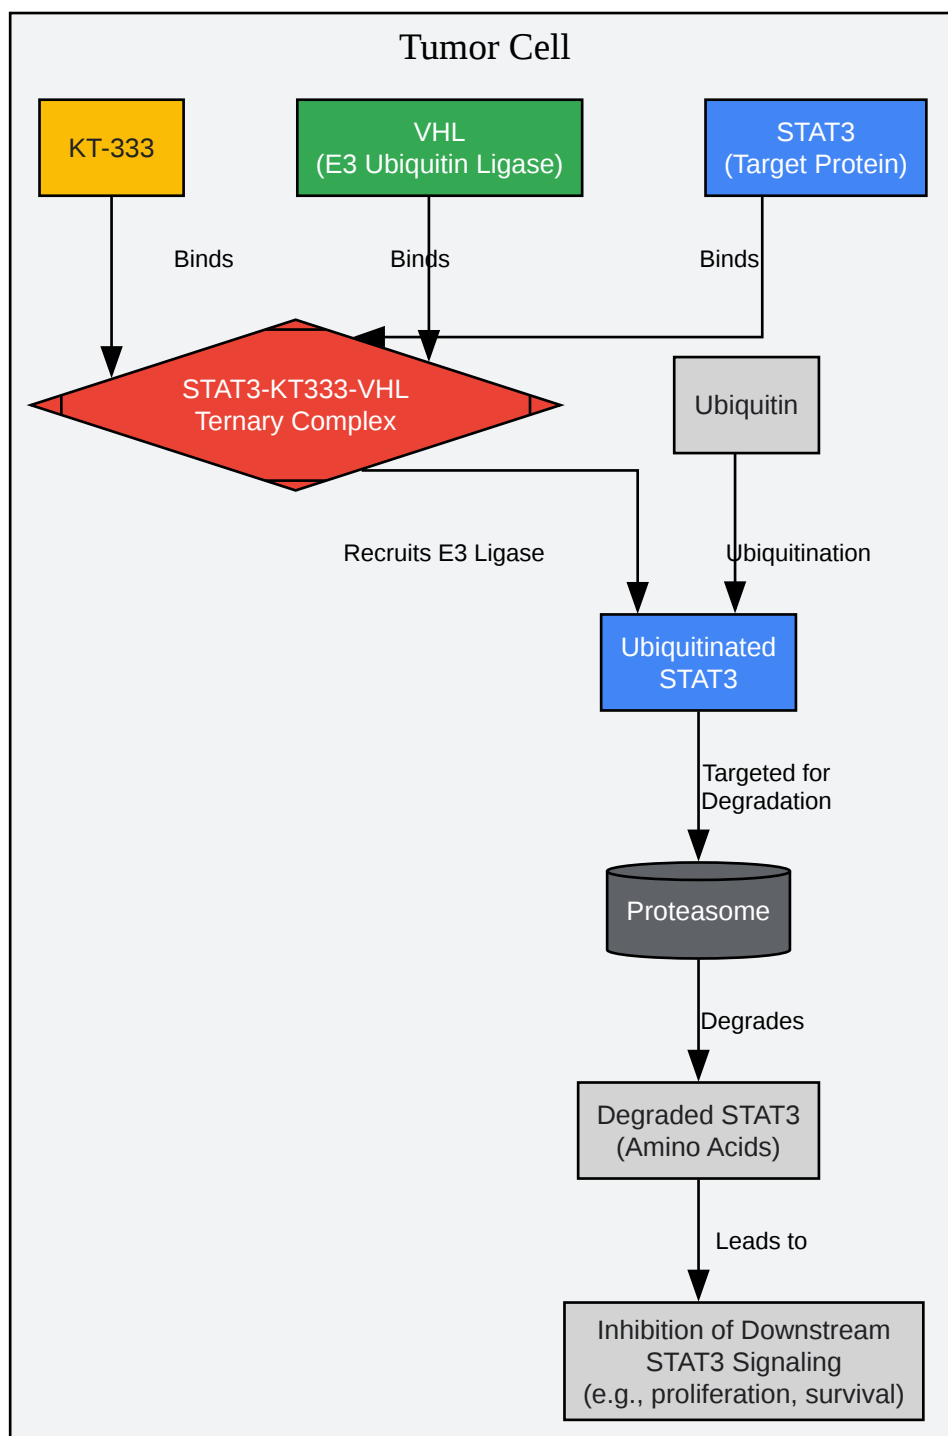 Tumor Cell
KT-333
VHL
(E3 Ubiquitin Ligase)
STAT3
(Target Protein)
Binds
Binds
Binds
STAT3-KT333-VHL
Ternary Complex
Ubiquitin
Recruits E3 Ligase
Ubiquitination
Ubiquitinated
STAT3
Targeted for
Degradation
Proteasome
Degrades
Degraded STAT3
(Amino Acids)
Leads to
Inhibition of Downstream
STAT3 Signaling
(e.g., proliferation, survival)